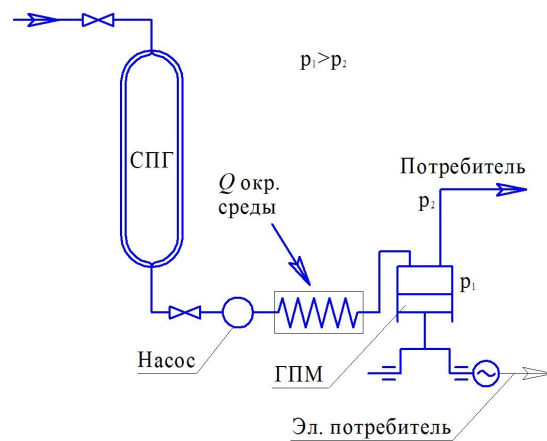 p₁>p₂
СПГ
Потребитель
Q окр.
среды
p₂
p₁
Насос
ГПМ
Эл. потребитель